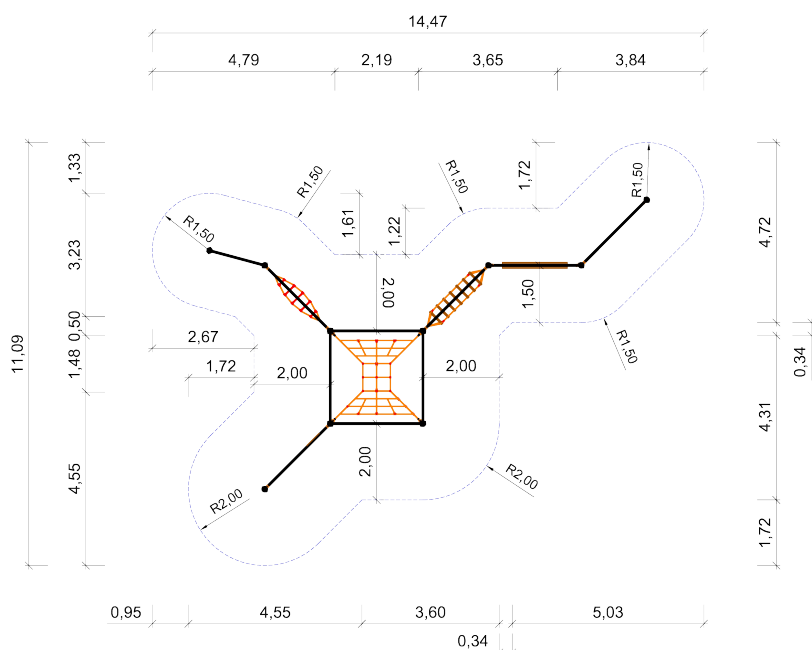 14,47
4,79 2,19 3,65 3,84
1,33 R1,50 R1,50 1,72 R1,50
R1,50 1,61 1,22 4,72
3,23 2,00 1,50
0,50 R1,50
11,09 2,67 0,34
1,48 1,72 2,00 2,00
4,31
4,55 2,00 R2,00 R2,00
1,72
0,95 4,55 3,60 5,03
0,34